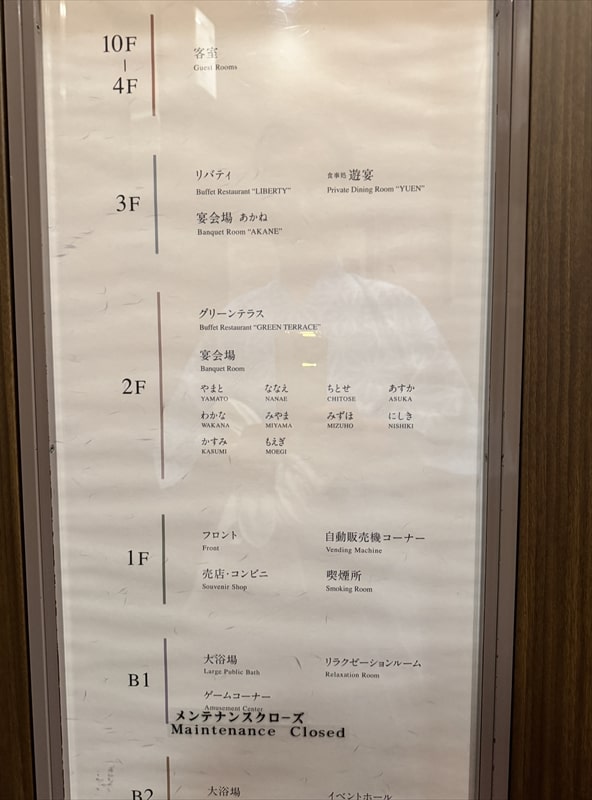 10F
4F
客室
Guest Rooms
3F
リバティ
Buffet Restaurant “LIBERTY”
食事処 遊宴
Private Dining Room “YUEN”
宴会場 あかね
Banquet Room “AKANE”
2F
グリーンテラス
Buffet Restaurant “GREEN TERRACE”
宴会場
Banquet Room
やまと ななえ ちとせ あすか
YAMATO NANAE CHITOSE ASUKA
わかな みやま みずほ にしき
WAKANA MIYAMA MIZUHO NISHIKI
かすみ もえぎ
KASUMI MOEGI
1F
フロント
Front
自動販売機コーナー
Vending Machine
売店・コンビニ
Souvenir Shop
喫煙所
Smoking Room
B1
大浴場
Large Public Bath
リラクゼーションルーム
Relaxation Room
ゲームコーナー
Amusement Center
メンテナンスクローズ
Maintenance Closed
B2
大浴場
イベントホール